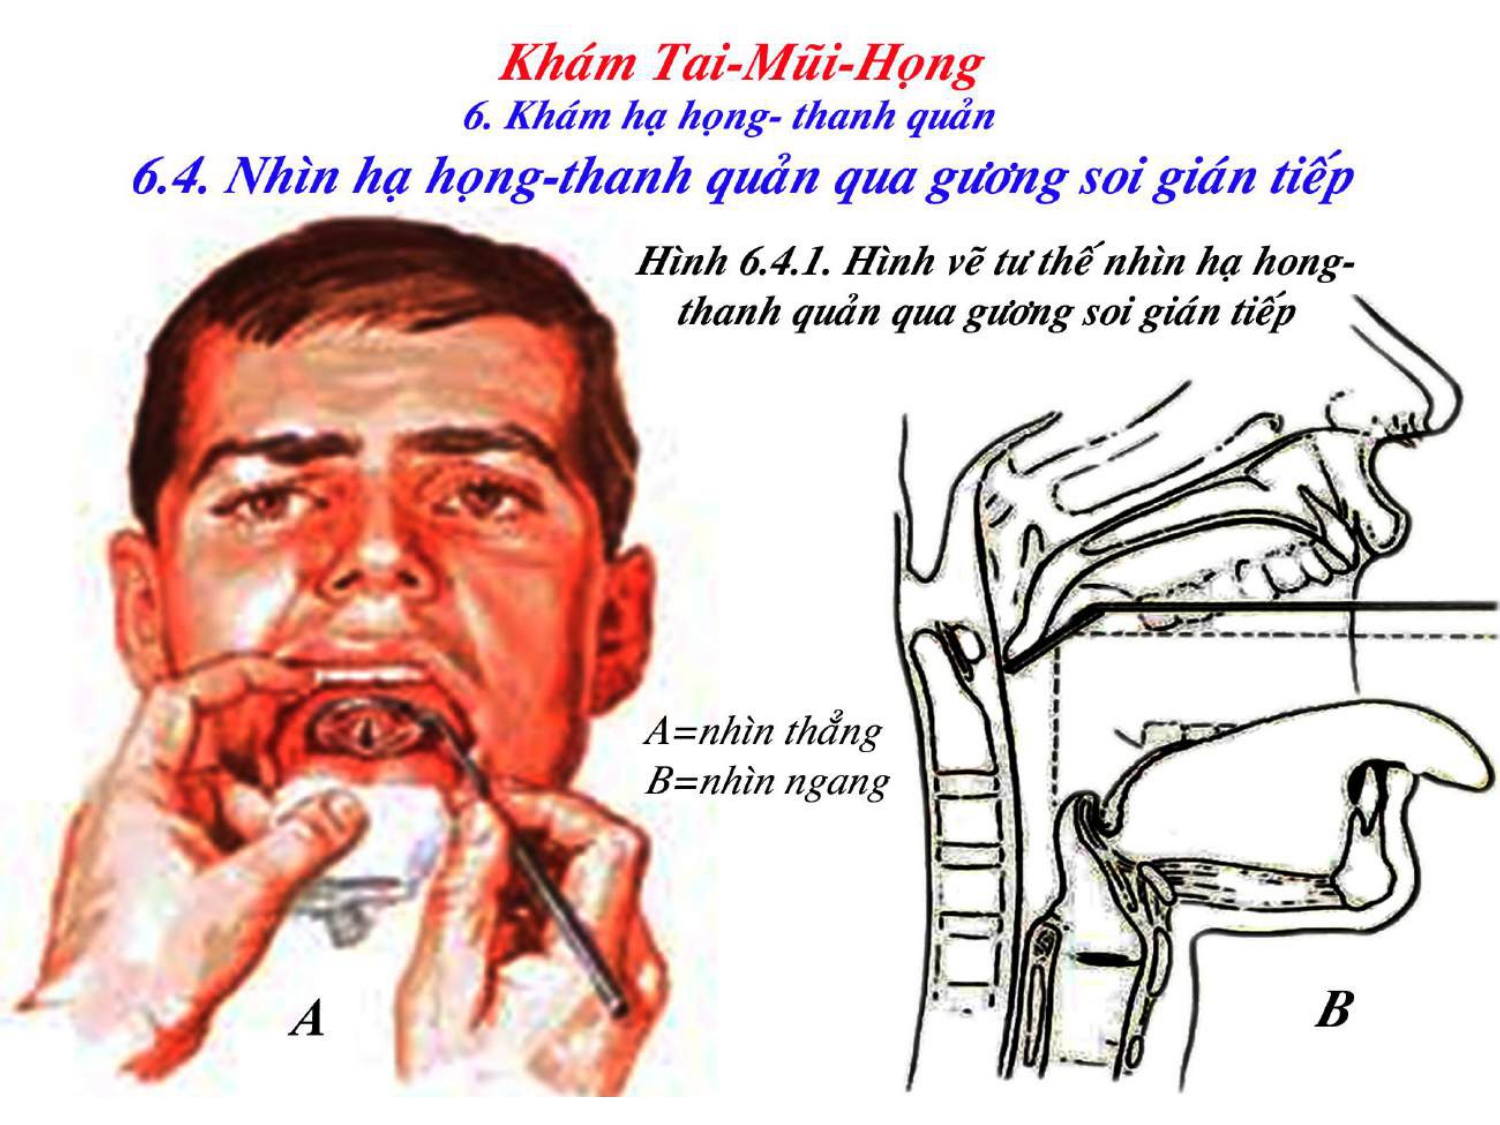 Khám Tai-Mũi-Họng
6. Khám hạ họng- thanh quản
6.4. Nhìn hạ họng-thanh quản qua gương soi gián tiếp
Hình 6.4.1. Hình vẽ tư thế nhìn hạ hong-
thanh quản qua gương soi gián tiếp
A=nhìn thẳng
B=nhìn ngang
A
B